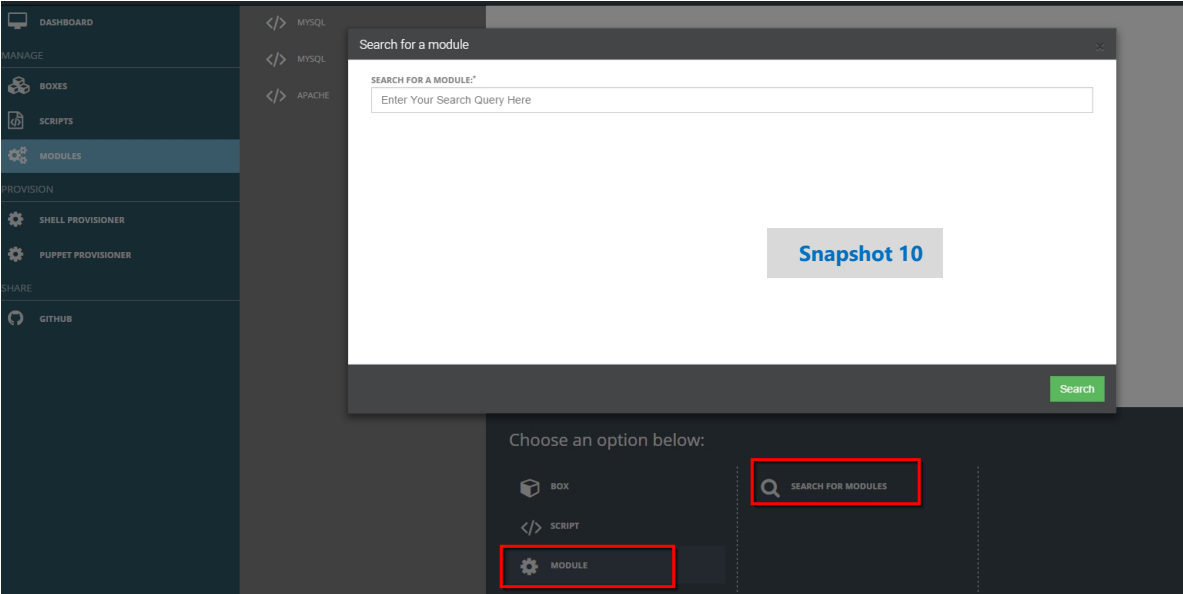 DASHBOARD
MANAGE
BOXES
SCRIPTS
MODULES
PROVISION
SHELL PROVISIONER
PUPPET PROVISIONER
SHARE
GITHUB
MYSQL
MYSQL
APACHE
Search for a module
x
SEARCH FOR A MODULE:*
Enter Your Search Query Here
Snapshot 10
Search
Choose an option below:
BOX
SCRIPT
MODULE
SEARCH FOR MODULES